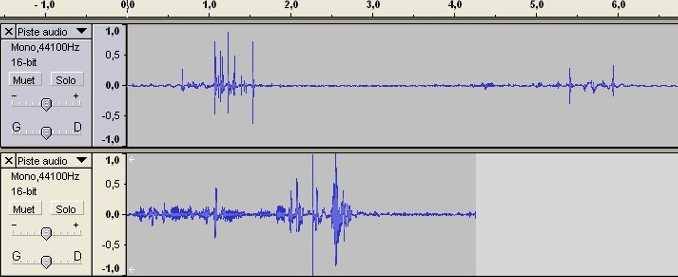 - 1,0 0,0 1,0 2,0 3,0 4,0 5,0 6,0
Piste audio
Mono,44100Hz
16-bit
Muet Solo
- +
G D
1,0
0,5
0,0
-0,5
-1,0
Piste audio
Mono,44100Hz
16-bit
Muet Solo
- +
G D
1,0
0,5
0,0
-0,5
-1,0